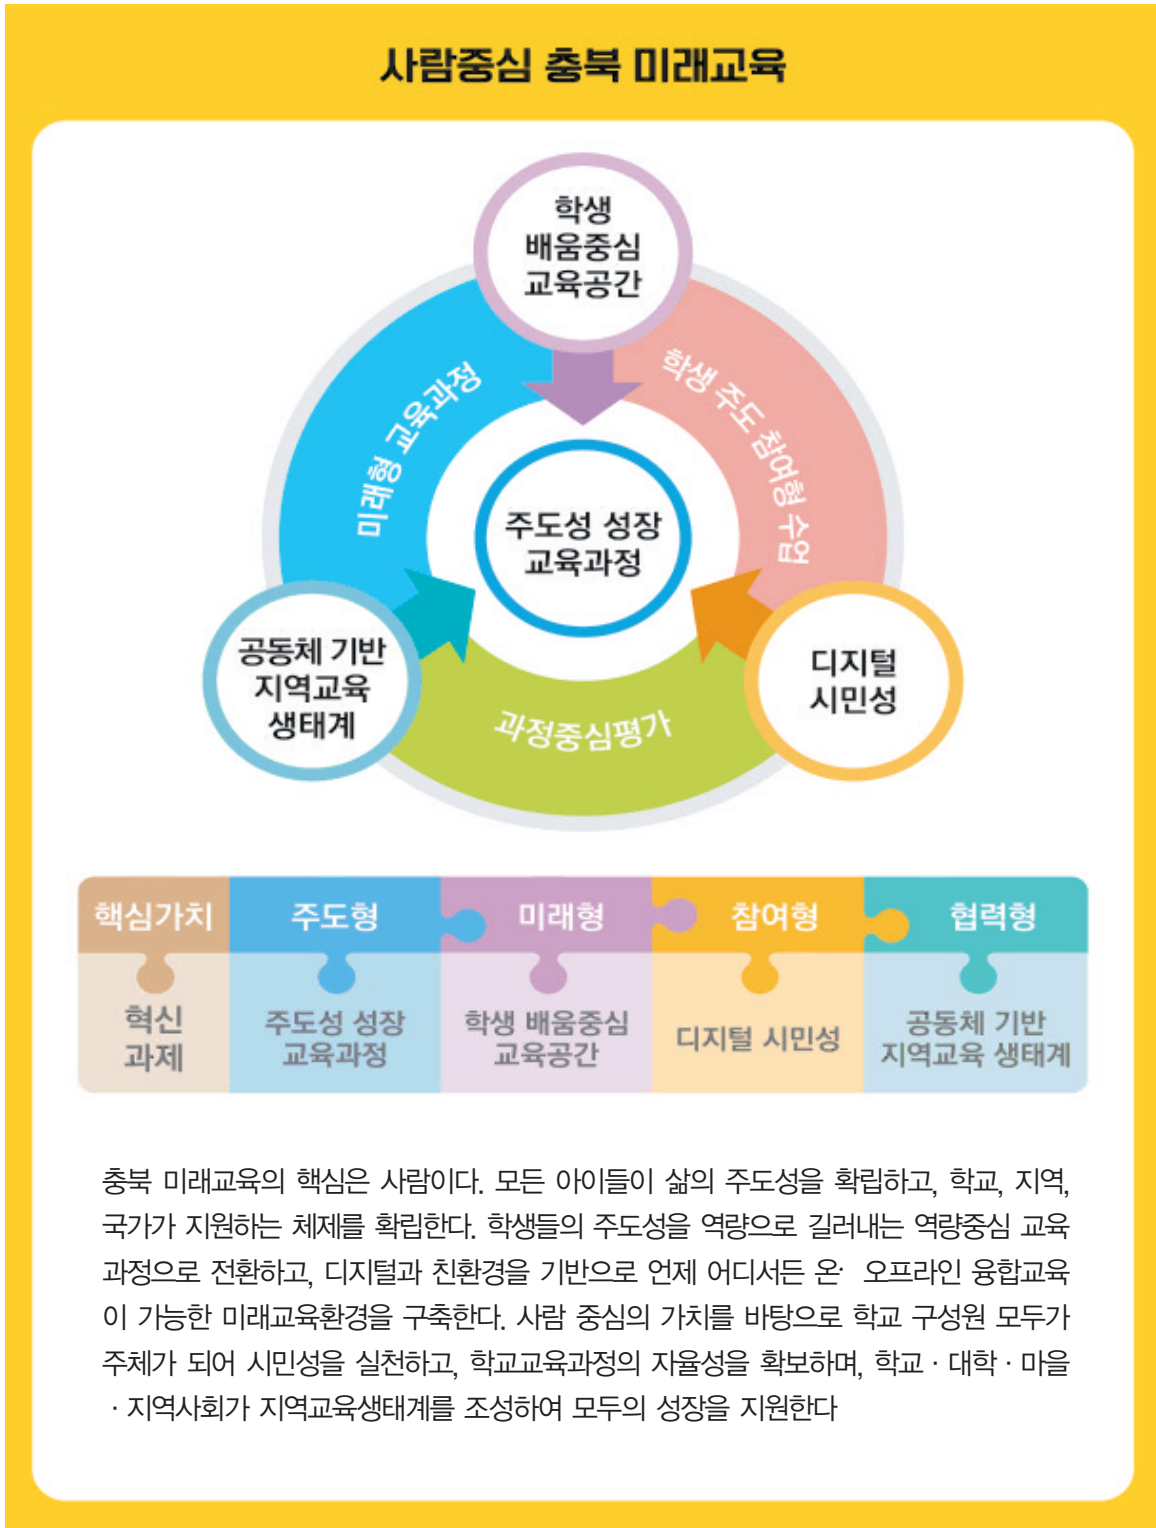 사람중심 충북 미래교육
학생
배움중심
교육공간
미래형 교육과정
학생 주도 참여형 수업
주도성 성장
교육과정
공동체 기반
지역교육
생태계
디지털
시민성
과정중심평가
핵심가치 주도형 미래형 참여형 협력형
혁신
과제
주도성 성장
교육과정
학생 배움중심
교육공간
디지털 시민성
공동체 기반
지역교육 생태계
충북 미래교육의 핵심은 사람이다. 모든 아이들이 삶의 주도성을 확립하고, 학교, 지역,
국가가 지원하는 체제를 확립한다. 학생들의 주도성을 역량으로 길러내는 역량중심 교육
과정으로 전환하고, 디지털과 친환경을 기반으로 언제 어디서든 온· 오프라인 융합교육
이 가능한 미래교육환경을 구축한다. 사람 중심의 가치를 바탕으로 학교 구성원 모두가
주체가 되어 시민성을 실천하고, 학교교육과정의 자율성을 확보하며, 학교 · 대학 · 마을
· 지역사회가 지역교육생태계를 조성하여 모두의 성장을 지원한다